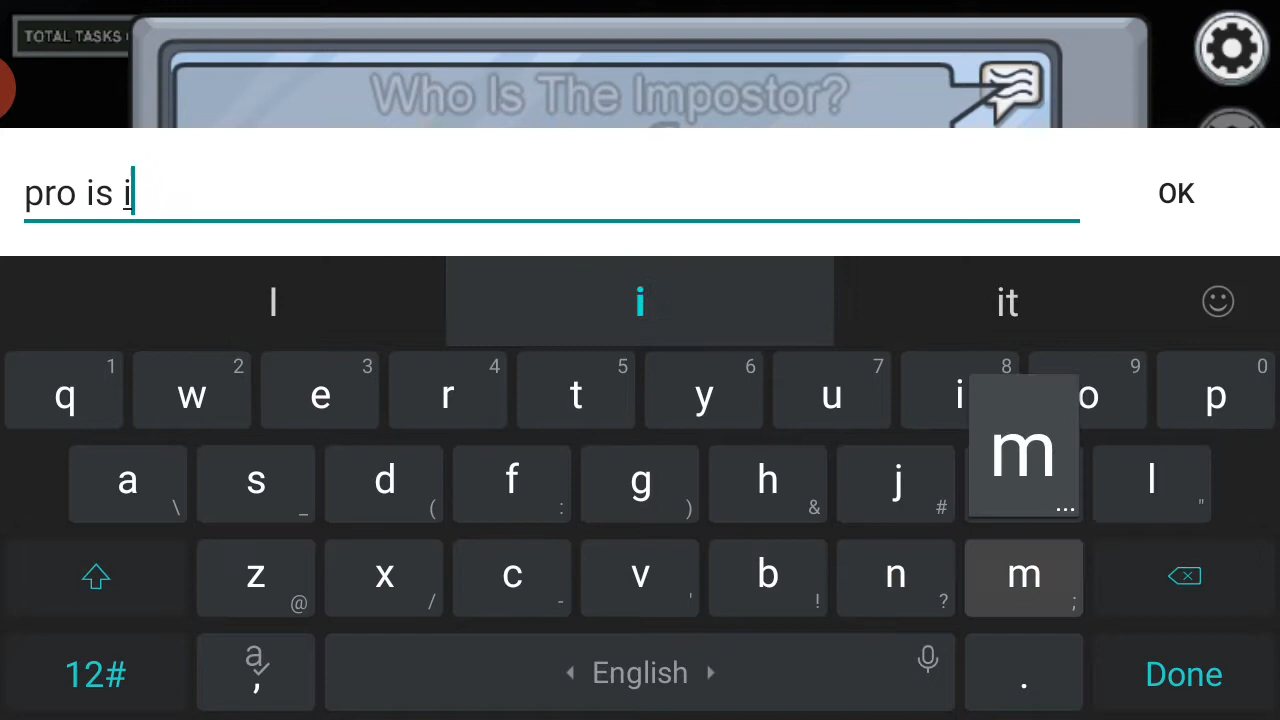 TOTAL TASKS
Who Is The Impostor?
pro is i
OK
I i it
q 1 w 2 e 3 r 4 t 5 y 6 u 7 i 8 o 9 p 0
m ...
a \ s _ d ( f : g ) h & j # l "
z @ x / c - v ' b ! n ? m ;
12# a , English . Done